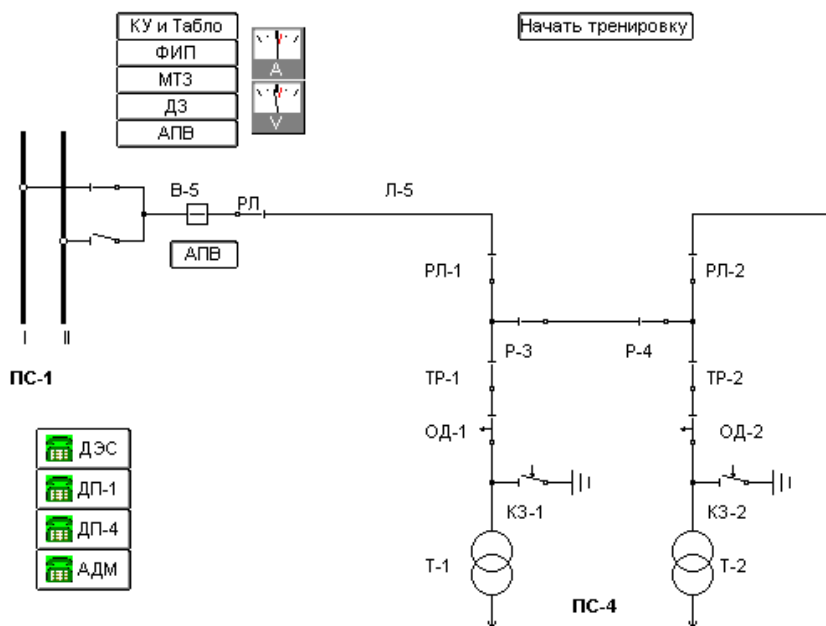 КУ и Табло
Начать тренировку
ФИП
МТЗ
ДЗ
АПВ
A
V
В-5
РЛ
Л-5
АПВ
РЛ-1
РЛ-2
I
II
Р-3
Р-4
ПС-1
ТР-1
ТР-2
ОД-1
ОД-2
ДЭС
ДП-1
ДП-4
АДМ
КЗ-1
КЗ-2
Т-1
Т-2
ПС-4